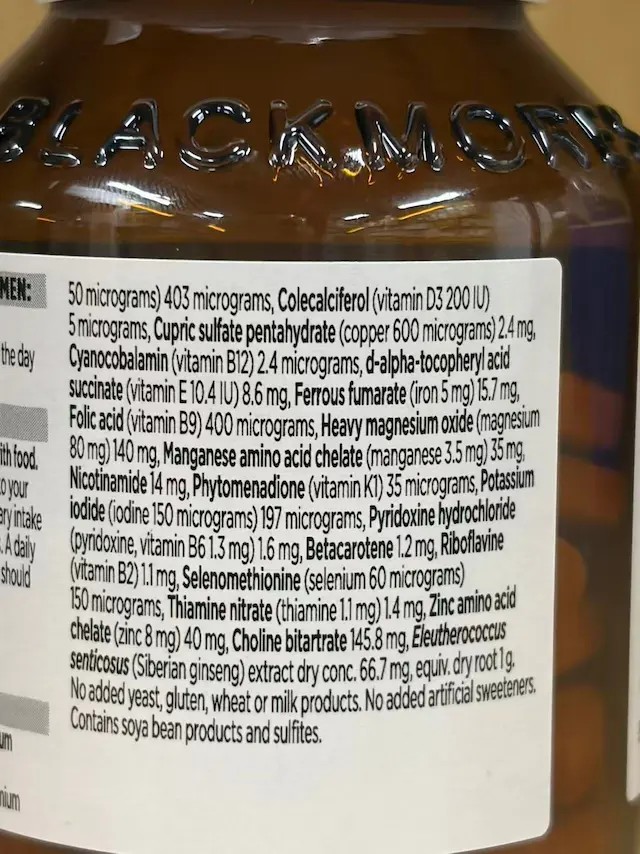 BLACKMOR
MEN:
the day
ith food.
o your
ary intake
. A daily
should
um
nium
50 micrograms) 403 micrograms, Colecalciferol (vitamin D3 200 IU)
5 micrograms, Cupric sulfate pentahydrate (copper 600 micrograms) 2.4 mg,
Cyanocobalamin (vitamin B12) 2.4 micrograms, d-alpha-tocopheryl acid
succinate (vitamin E 10.4 IU) 8.6 mg, Ferrous fumarate (iron 5 mg) 15.7 mg,
Folic acid (vitamin B9) 400 micrograms, Heavy magnesium oxide (magnesium
80 mg) 140 mg, Manganese amino acid chelate (manganese 3.5 mg) 35 mg,
Nicotinamide 14 mg, Phytomenadione (vitamin K1) 35 micrograms, Potassium
iodide (iodine 150 micrograms) 197 micrograms, Pyridoxine hydrochloride
(pyridoxine, vitamin B6 1.3 mg) 1.6 mg, Betacarotene 1.2 mg, Riboflavine
(vitamin B2) 1.1 mg, Selenomethionine (selenium 60 micrograms)
150 micrograms, Thiamine nitrate (thiamine 1.1 mg) 1.4 mg, Zinc amino acid
chelate (zinc 8 mg) 40 mg, Choline bitartrate 145.8 mg, Eleutherococcus
senticosus (Siberian ginseng) extract dry conc. 66.7 mg, equiv. dry root 1 g.
No added yeast, gluten, wheat or milk products. No added artificial sweeteners.
Contains soya bean products and sulfites.